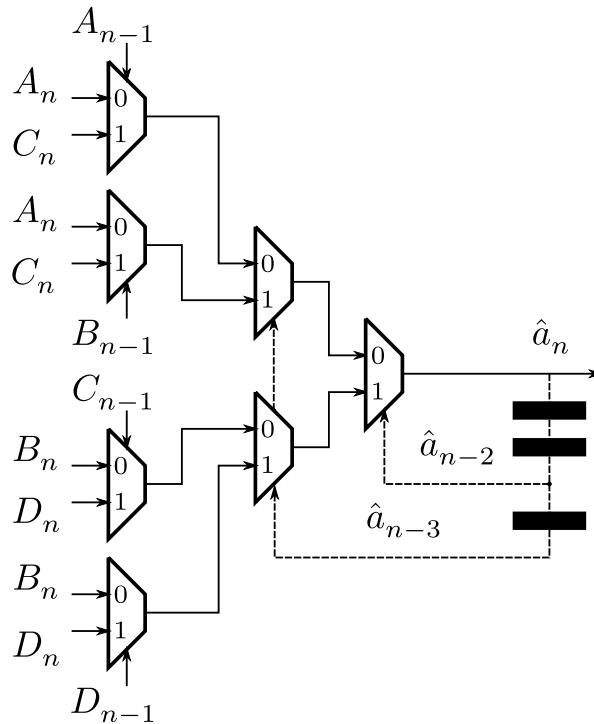 A_{n-1}
A_n 0
C_n 1
A_n 0
C_n 1
B_{n-1}
0
1
0
1
â_n
C_{n-1}
B_n 0
D_n 1
0
1
â_{n-2}
â_{n-3}
B_n 0
D_n 1
D_{n-1}